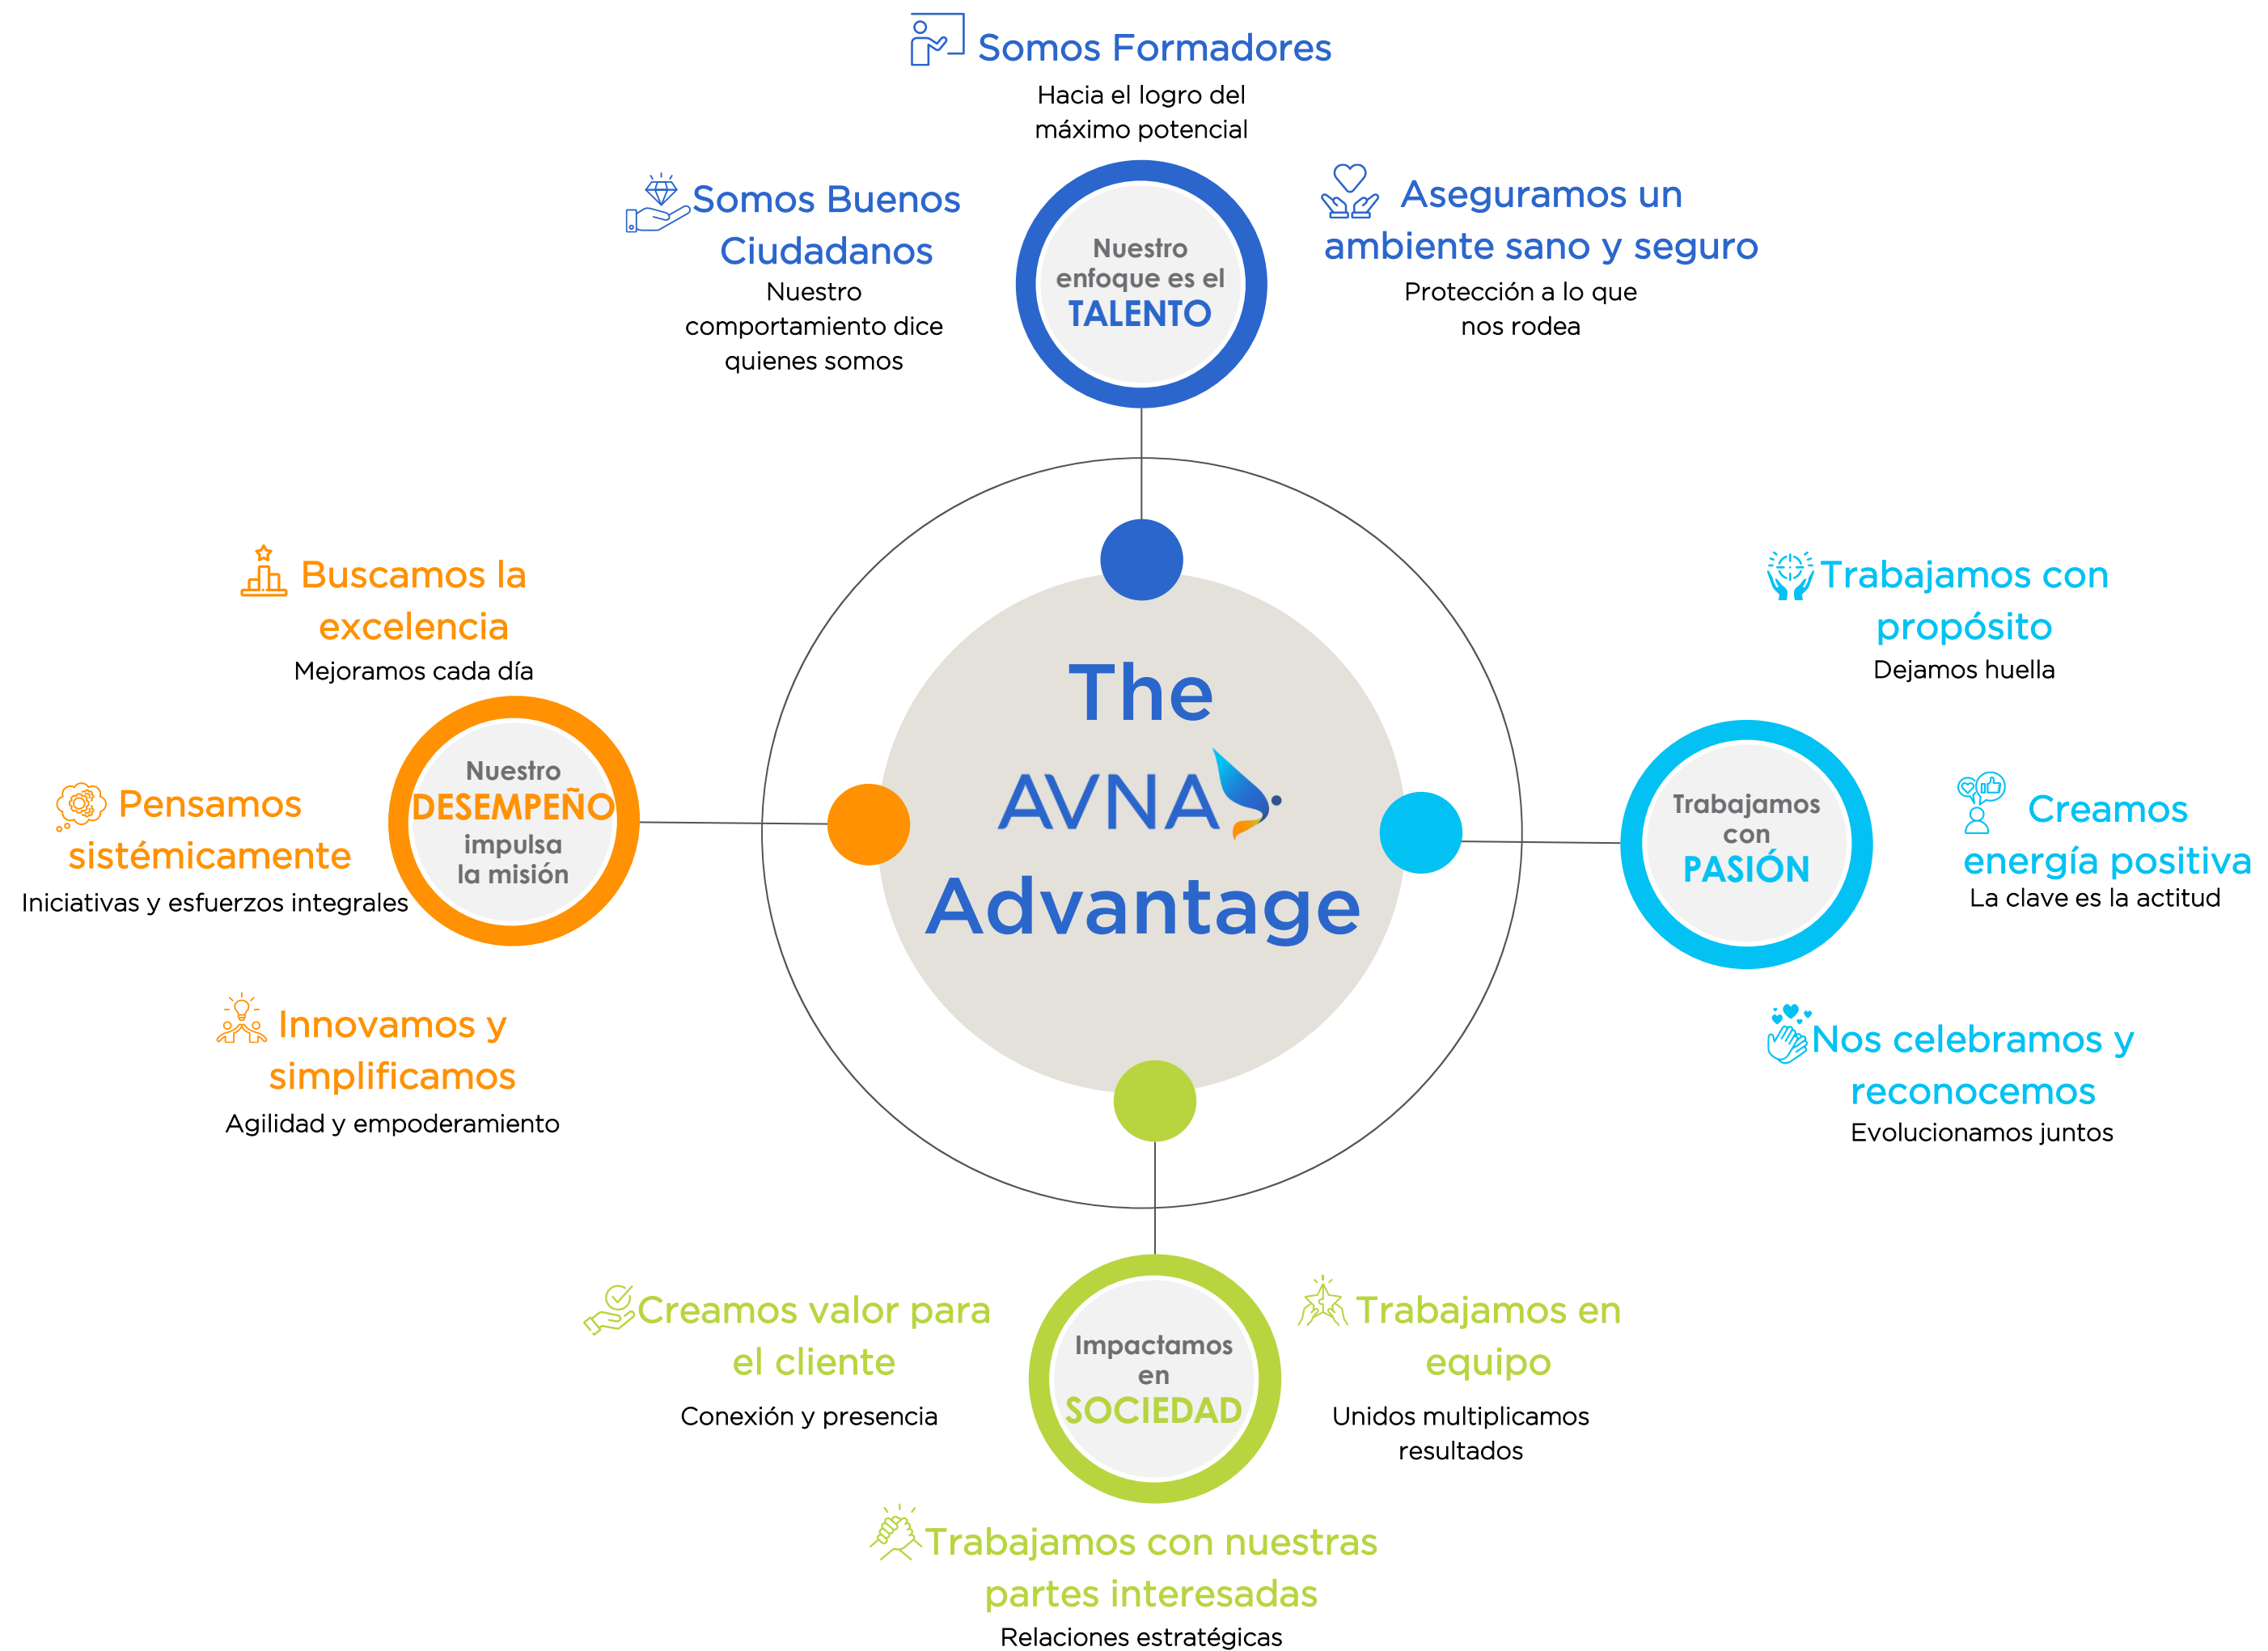 Somos Formadores
Hacia el logro del
máximo potencial
Somos Buenos
Ciudadanos
Nuestro
comportamiento dice
quienes somos
Nuestro
enfoque es el
TALENTO
Aseguramos un
ambiente sano y seguro
Protección a lo que
nos rodea
Buscamos la
excelencia
Mejoramos cada día
Pensamos
sistémicamente
Iniciativas y esfuerzos integrales
Innovamos y
simplificamos
Agilidad y empoderamiento
Nuestro
DESEMPEÑO
impulsa
la misión
The
AVNA
Advantage
Trabajamos
con
PASIÓN
Trabajamos con
propósito
Dejamos huella
Creamos
energía positiva
La clave es la actitud
Nos celebramos y
reconocemos
Evolucionamos juntos
Creamos valor para
el cliente
Conexión y presencia
Impactamos
en
SOCIEDAD
Trabajamos en
equipo
Unidos multiplicamos
resultados
Trabajamos con nuestras
partes interesadas
Relaciones estratégicas